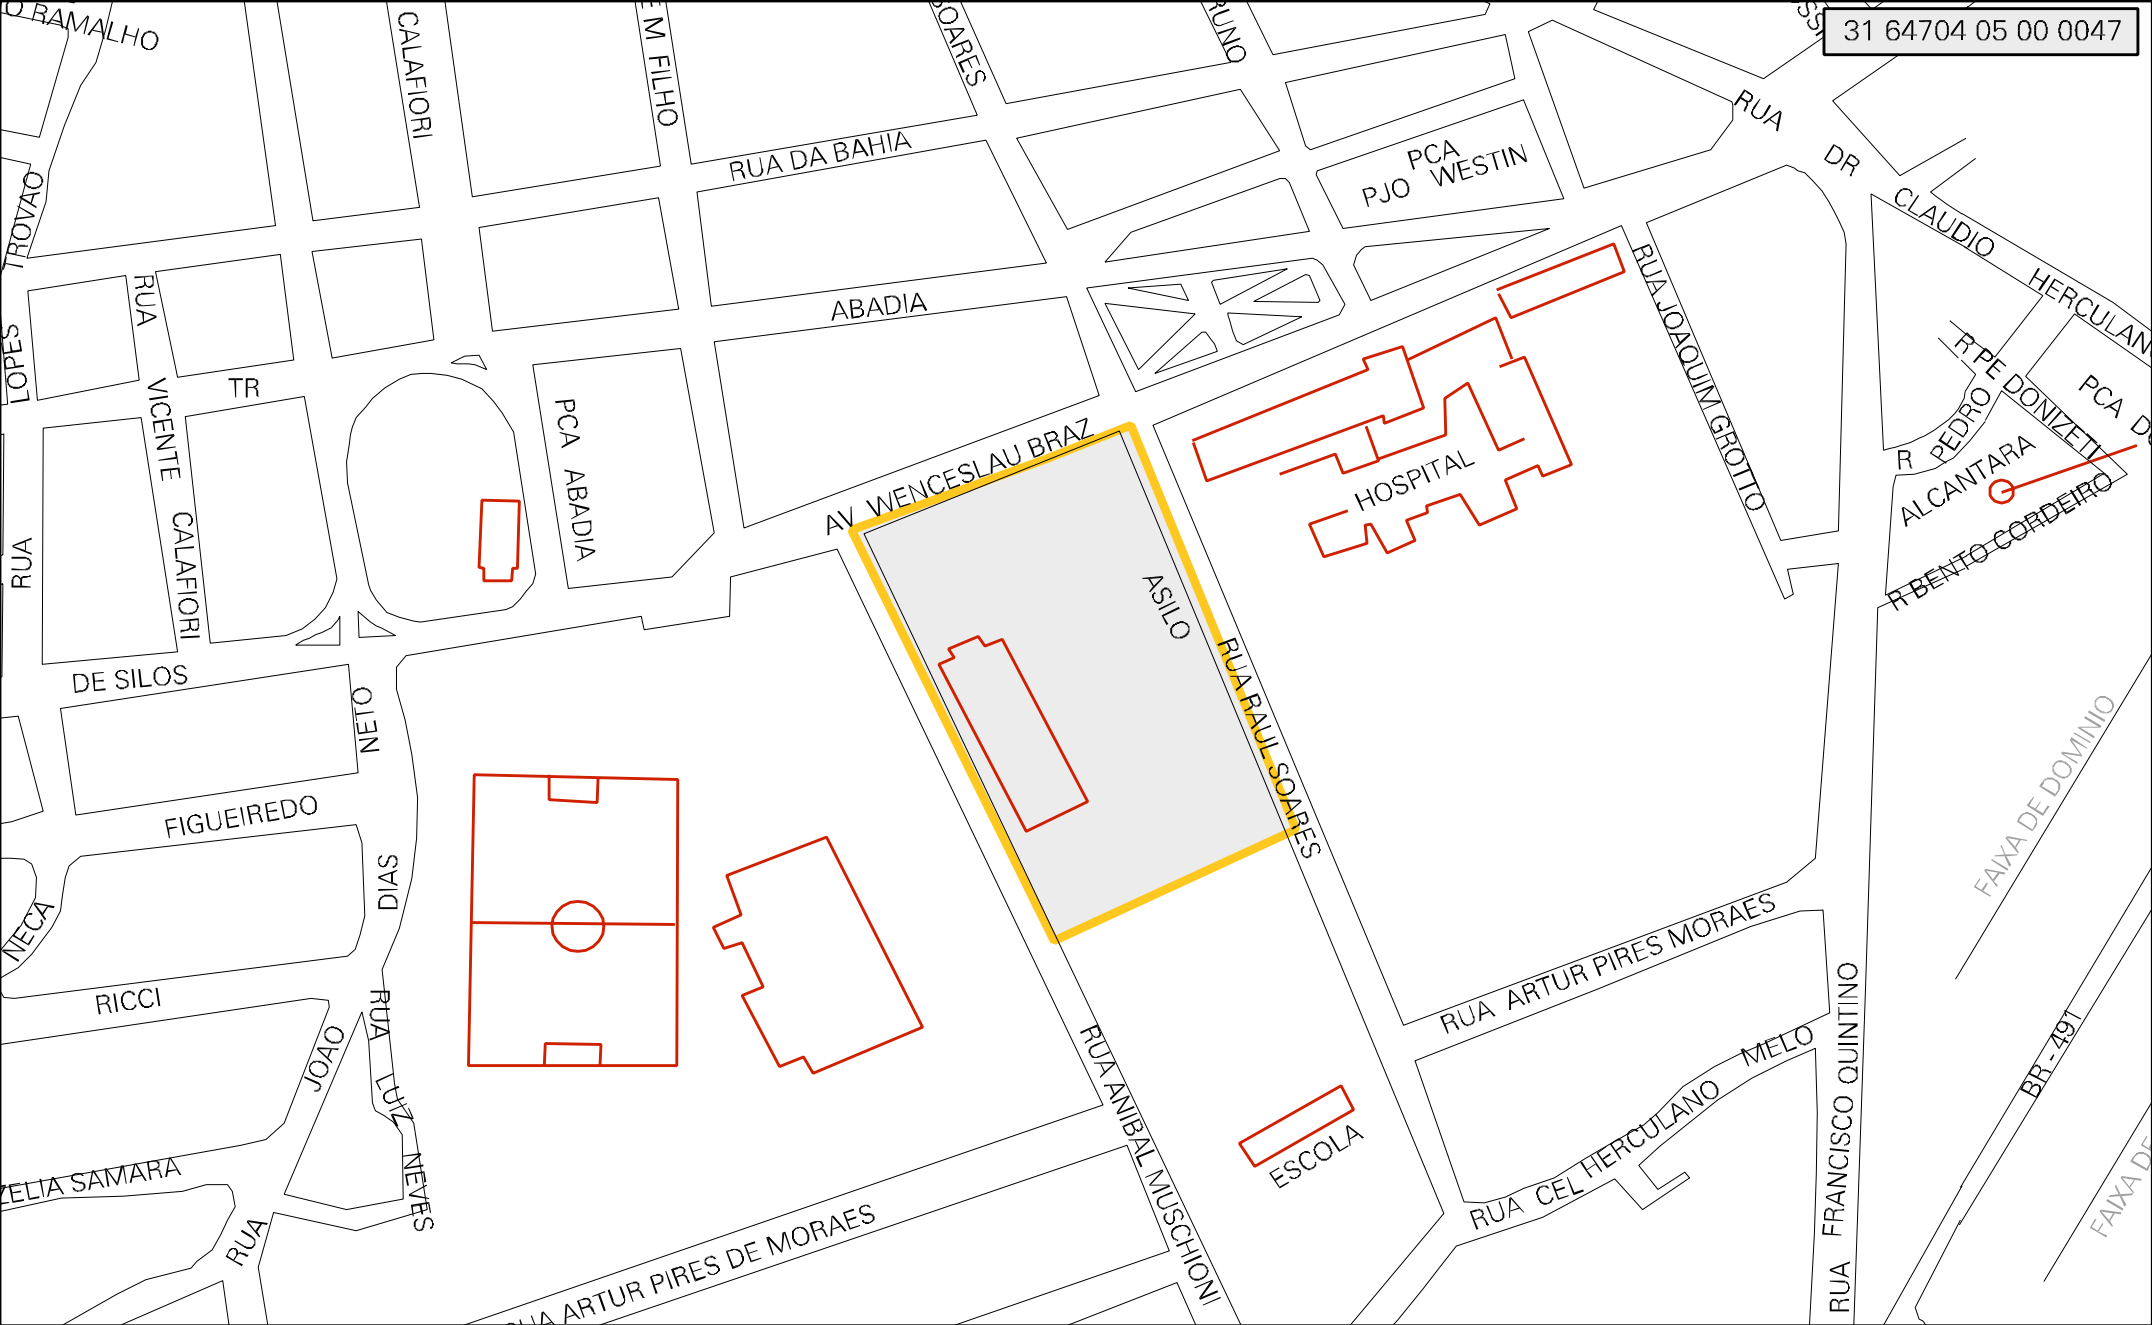 31 64704 05 00 0047
O RAMALHO
CALAFIORI
E M FILHO
SOARES
RUNO
RUA DA BAHIA
PCA
PJO WESTIN
RUA DR CLAUDIO HERCULAN
TROVAO
LOPES
RUA
RUA VICENTE CALAFIORI
TR
ABADIA
PCA ABADIA
AV WENCESLAU BRAZ
HOSPITAL
RUA JOAQUIM GROTTO
R PE DONIZETI
PCA
R PEDRO
ALCANTARA
R BENTO CORDEIRO
ASILO
RUA RAUL SOARES
DE SILOS
NETO
FIGUEIREDO
DIAS
NECA
RICCI
JOAO
RUA LUIZ NEVES
ZELIA SAMARA
RUA
RUA ARTUR PIRES DE MORAES
RUA ANIBAL MUSCHIONI
ESCOLA
RUA ARTUR PIRES MORAES
RUA CEL HERCULANO MELO
RUA FRANCISCO QUINTINO
FAIXA DE DOMINIO
BR - 491
FAIXA DE